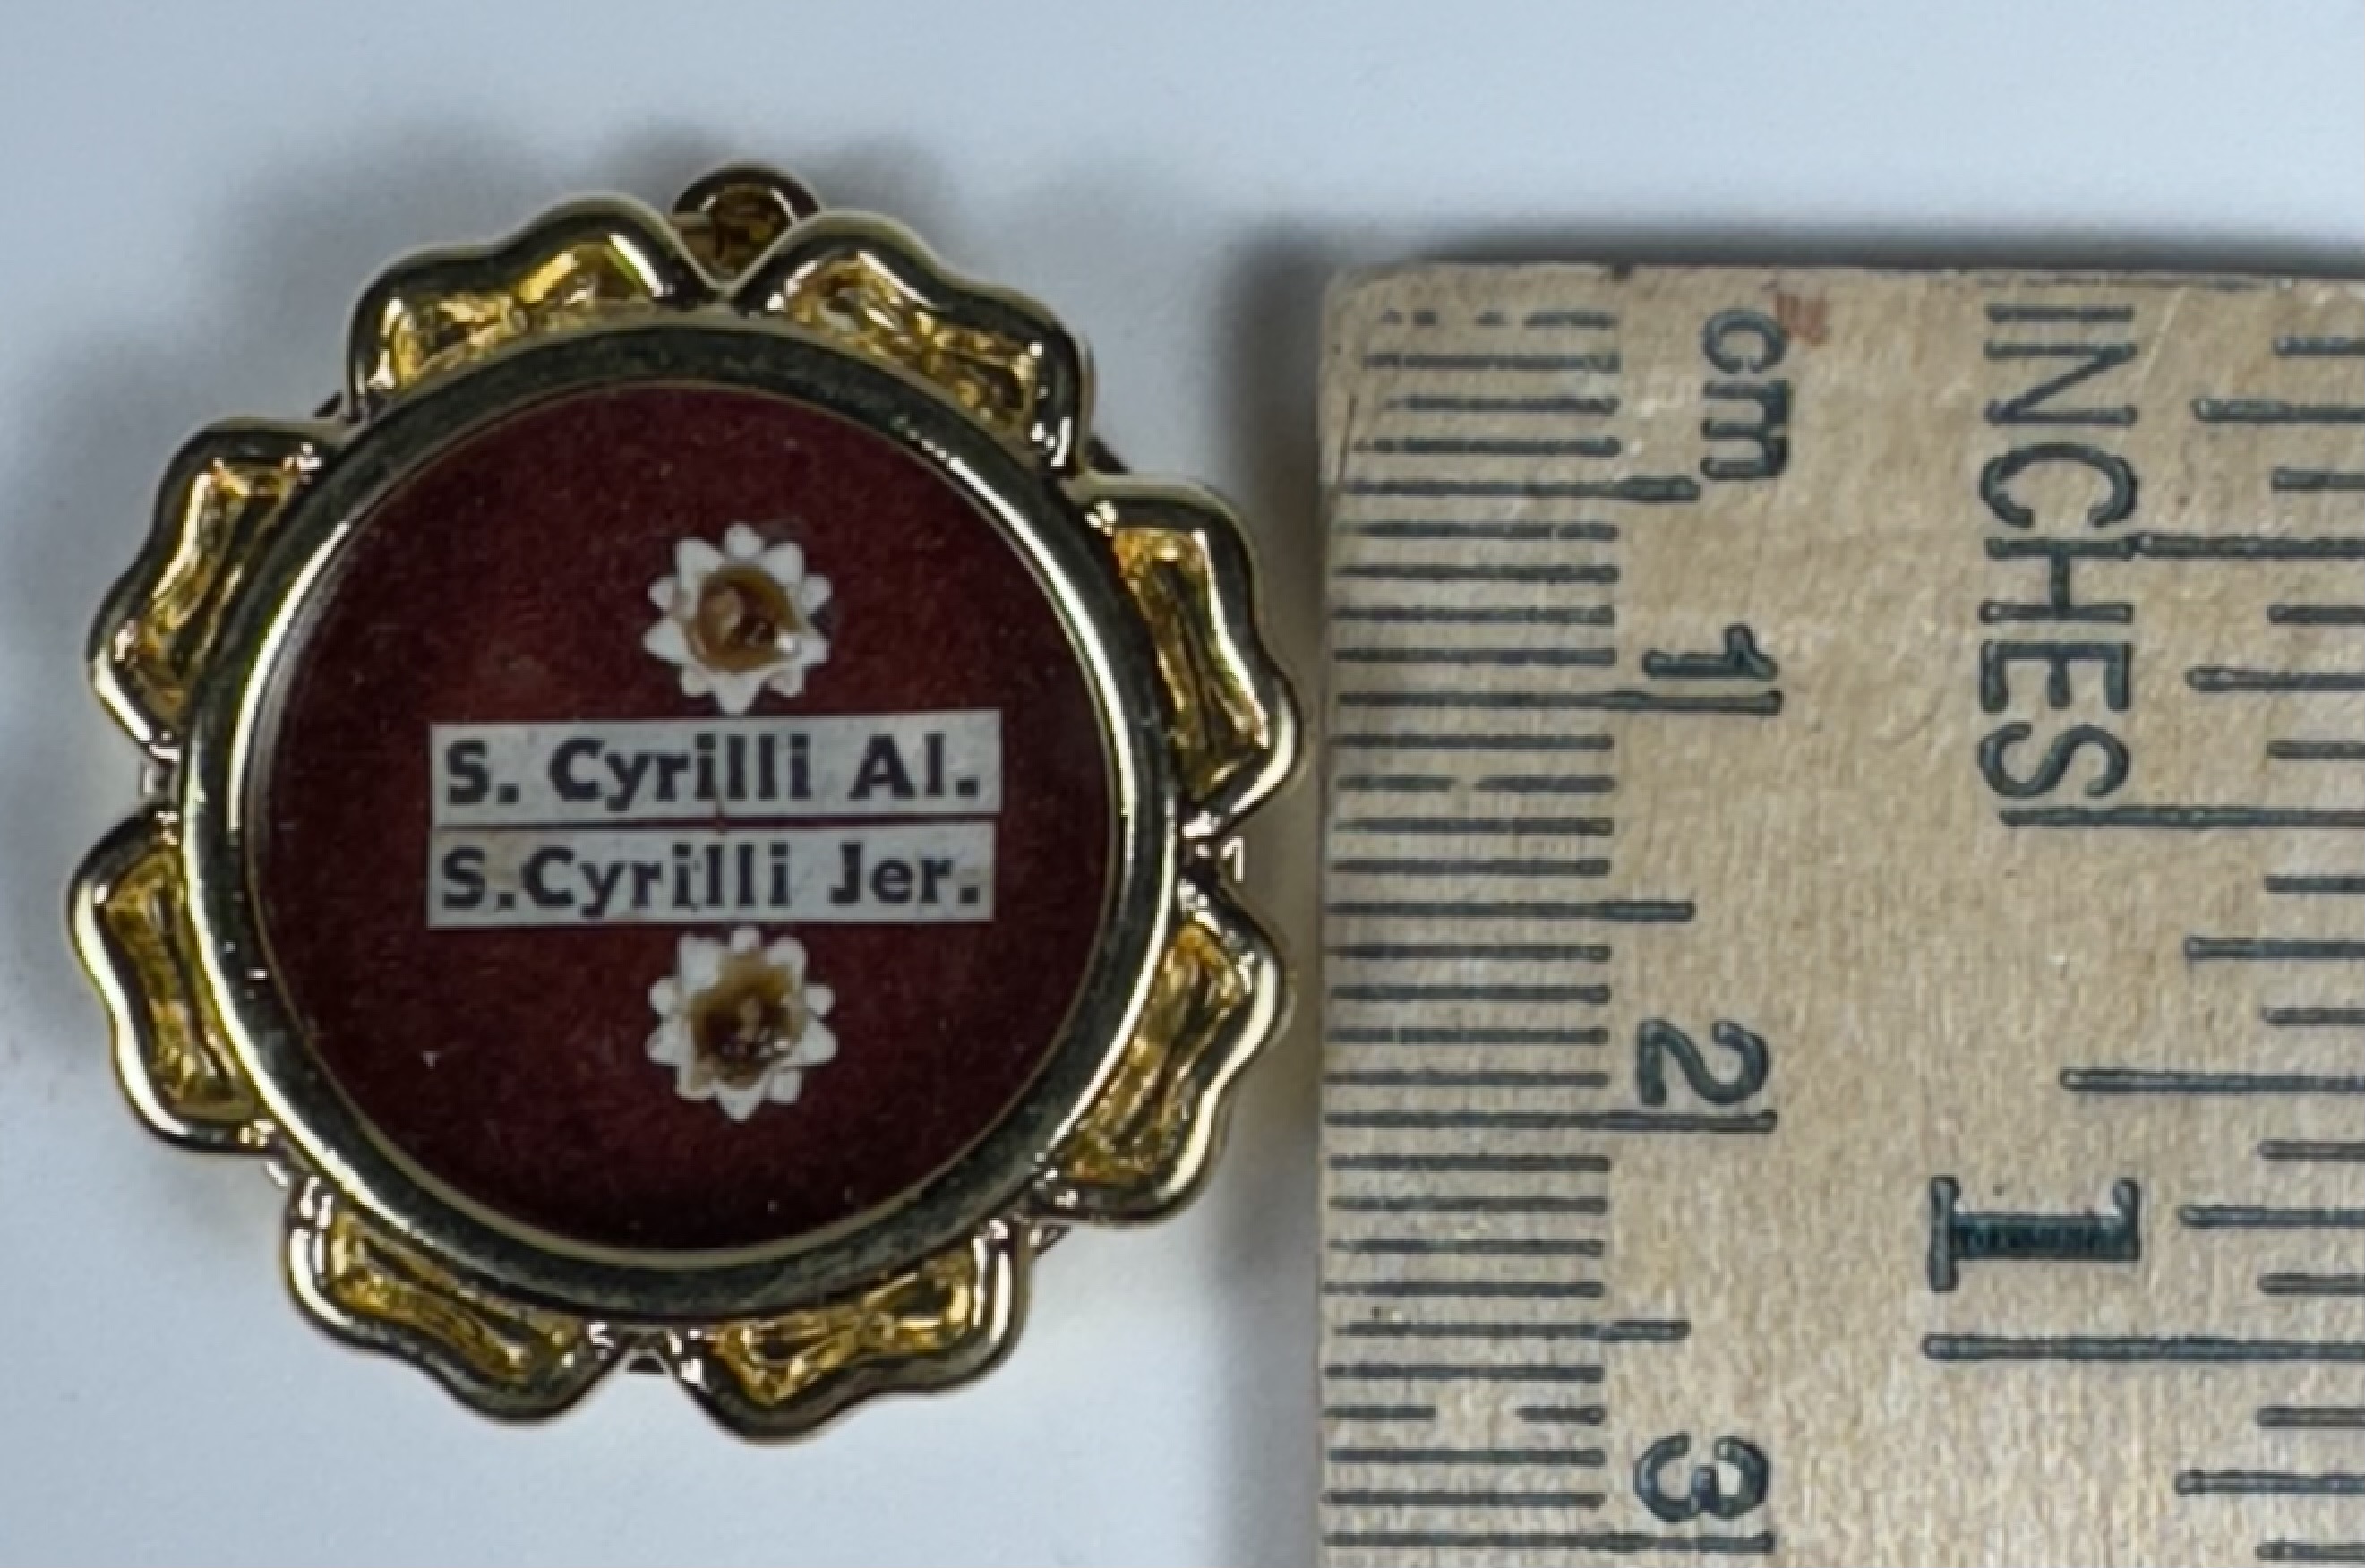 S. Cyrilli Al.
S.Cyrilli Jer.
cm
1
2
3
INCHES
1